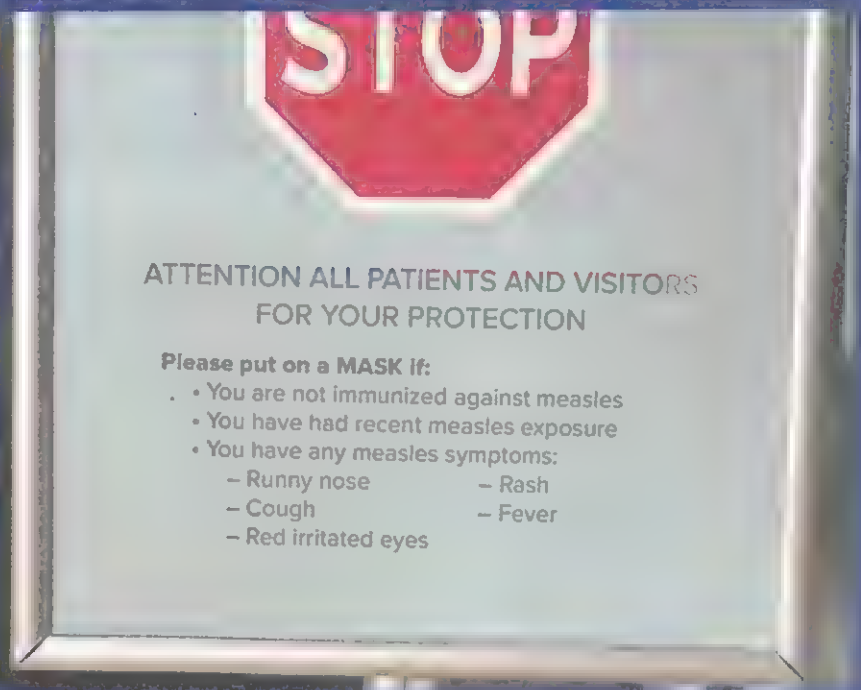 STOP
ATTENTION ALL PATIENTS AND VISITORS
FOR YOUR PROTECTION
Please put on a MASK if:
• You are not immunized against measles
• You have had recent measles exposure
• You have any measles symptoms:
– Runny nose – Rash
– Cough – Fever
– Red irritated eyes